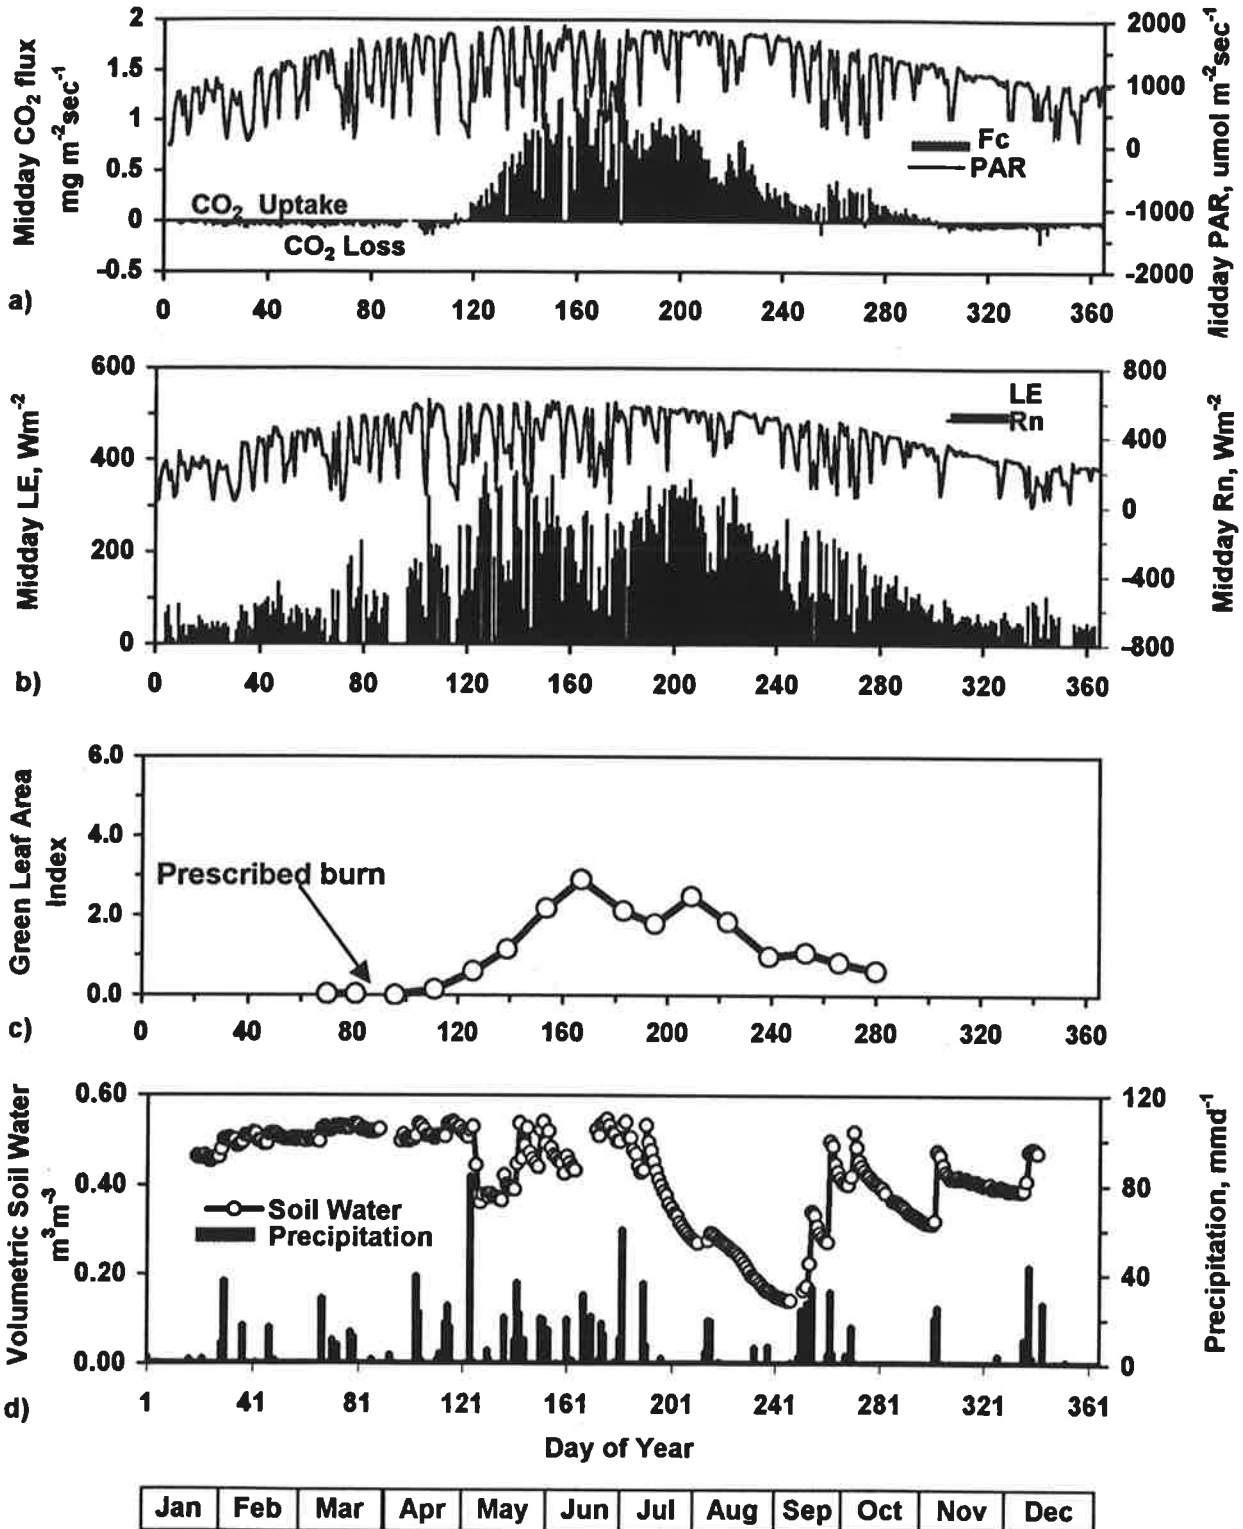 2
1.5
1
0.5
0
-0.5
Midday CO₂ flux
mg m⁻²sec⁻¹
2000
1000
0
-1000
-2000
Midday PAR, umol m⁻²sec⁻¹
Fc
PAR
CO₂ Uptake
CO₂ Loss
a)
0 40 80 120 160 200 240 280 320 360
600
400
200
0
Midday LE, Wm⁻²
800
400
0
-400
-800
Midday Rn, Wm⁻²
LE
Rn
b)
0 40 80 120 160 200 240 280 320 360
6.0
4.0
2.0
0.0
Green Leaf Area
Index
Prescribed burn
c)
0 40 80 120 160 200 240 280 320 360
0.60
0.40
0.20
0.00
Volumetric Soil Water
m³m⁻³
120
80
40
0
Precipitation, mmd⁻¹
Soil Water
Precipitation
d)
1 41 81 121 161 201 241 281 321 361
Day of Year
Jan Feb Mar Apr May Jun Jul Aug Sep Oct Nov Dec